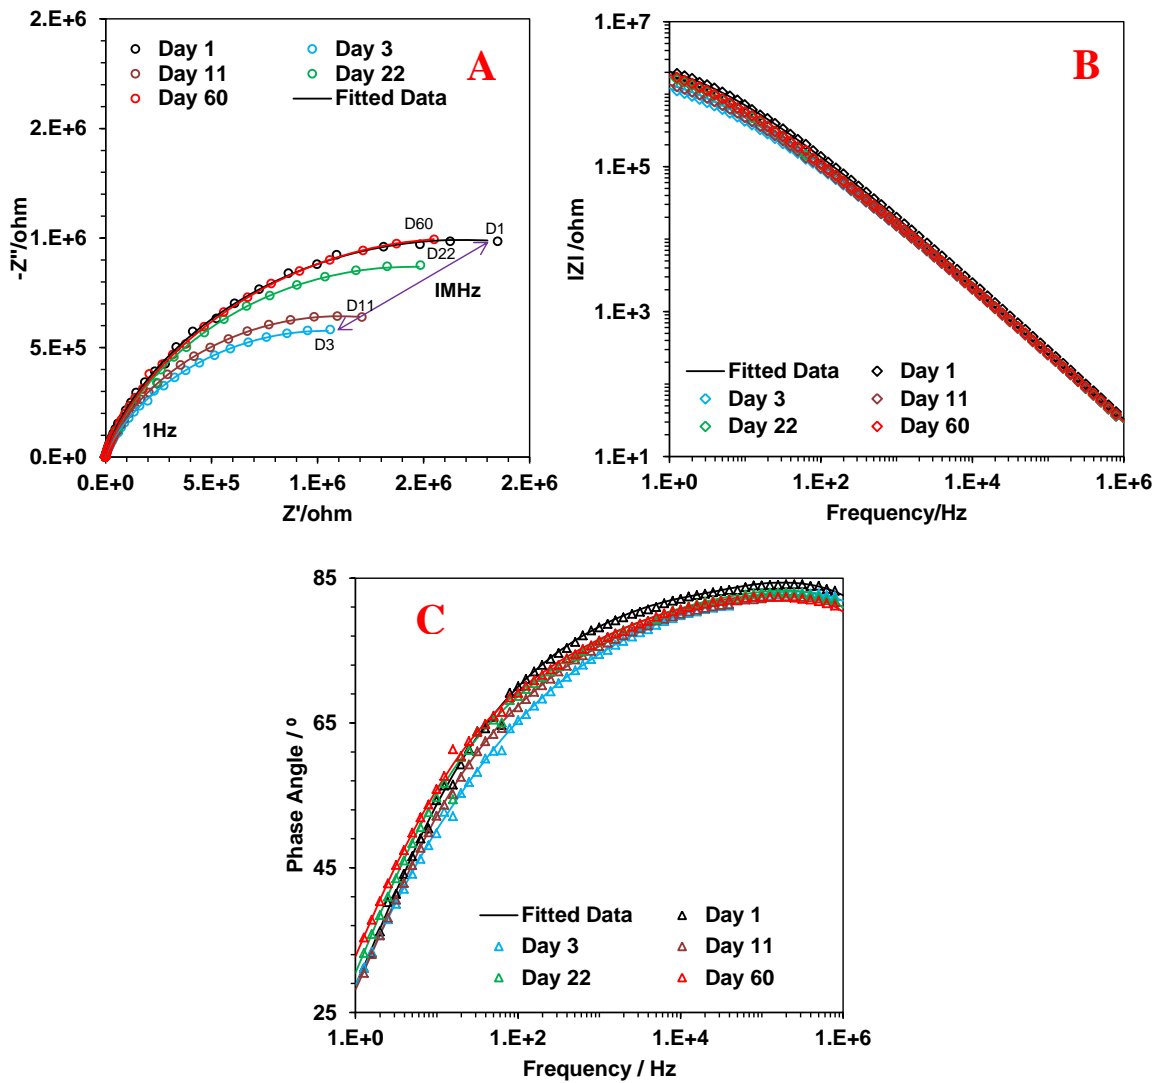 A
Day 1
Day 3
Day 11
Day 22
Day 60
Fitted Data
2.E+6
2.E+6
1.E+6
5.E+5
0.E+0
-Z''/ohm
D60
D1
D22
IMHz
D11
D3
1Hz
0.E+0 5.E+5 1.E+6 2.E+6 2.E+6
Z'/ohm
B
1.E+7
1.E+5
1.E+3
1.E+1
IZI /ohm
Fitted Data
Day 1
Day 3
Day 11
Day 22
Day 60
1.E+0 1.E+2 1.E+4 1.E+6
Frequency/Hz
C
85
65
45
25
Phase Angle / º
Fitted Data
Day 1
Day 3
Day 11
Day 22
Day 60
1.E+0 1.E+2 1.E+4 1.E+6
Frequency / Hz